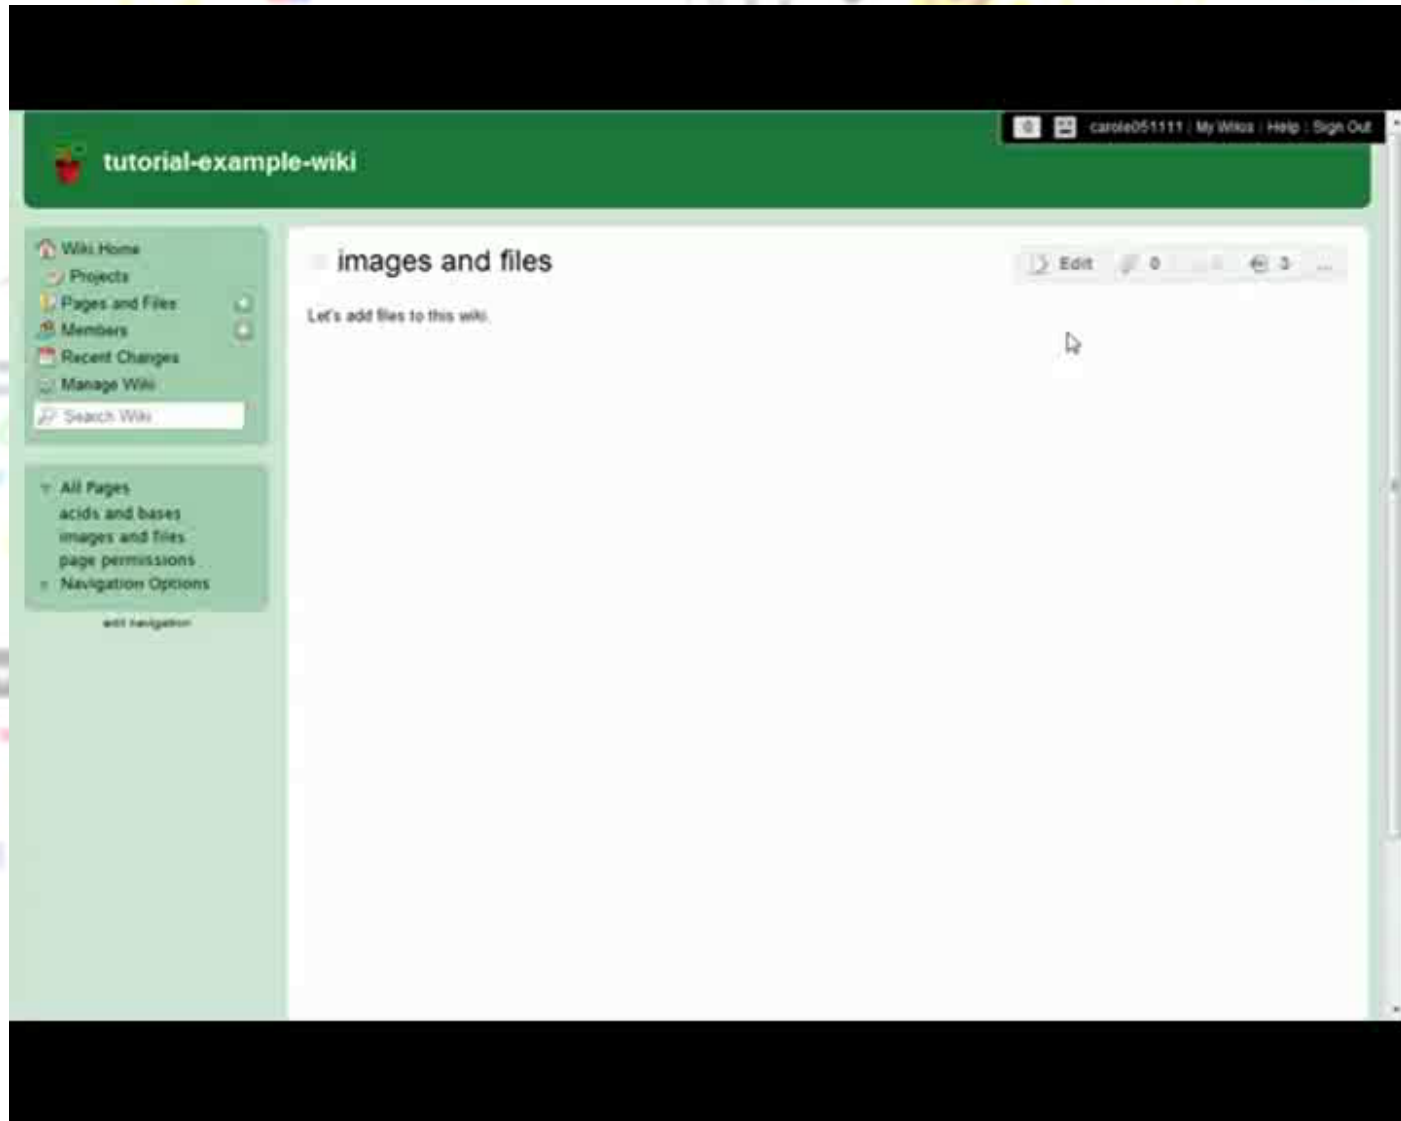 carole051111 | My Wikis | Help | Sign Out
tutorial-example-wiki
Wiki Home
Projects
Pages and Files
Members
Recent Changes
Manage Wiki
Search Wiki
All Pages
acids and bases
images and files
page permissions
Navigation Options
edit navigation
images and files
Edit 0 3 ...
Let's add files to this wiki.